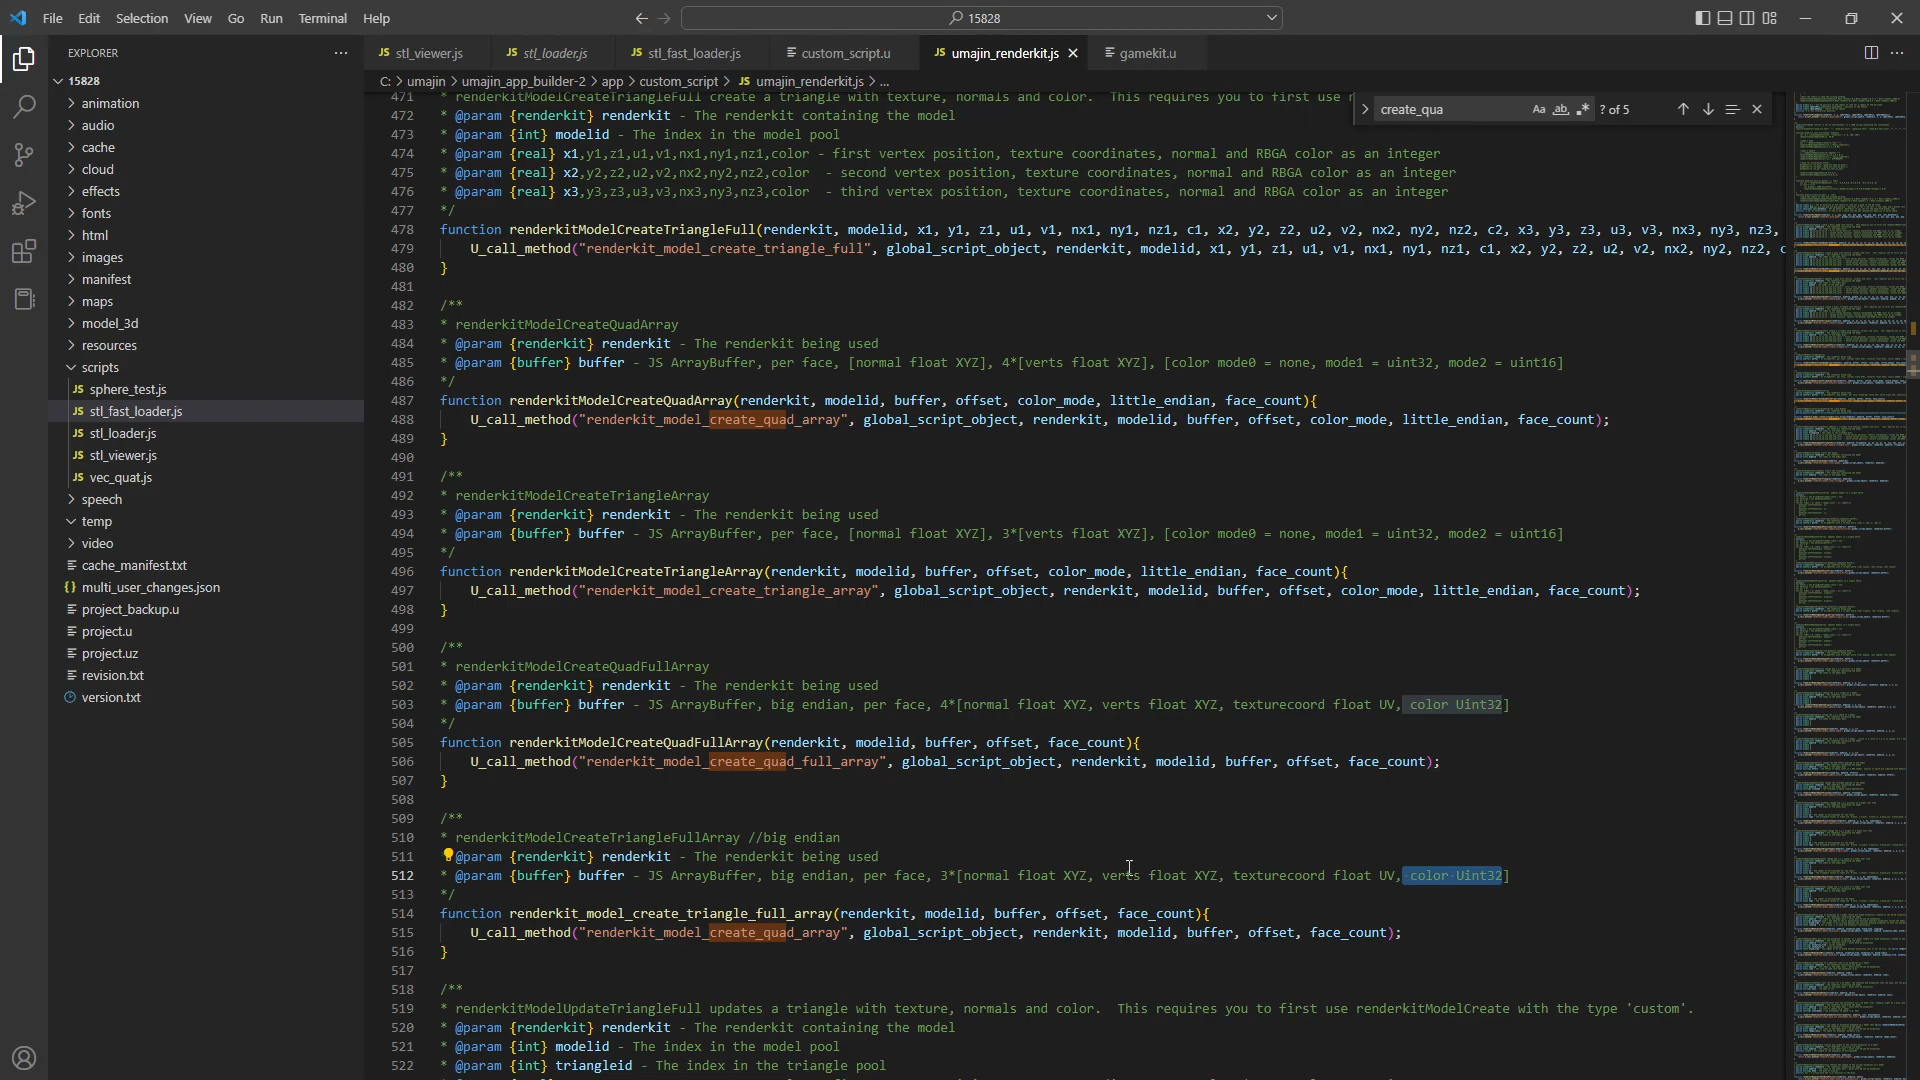 File Edit Selection View Go Run Terminal Help
15828
EXPLORER
15828
animation
audio
cache
cloud
effects
fonts
html
images
manifest
maps
model_3d
resources
scripts
JS sphere_test.js
JS stl_fast_loader.js
JS stl_loader.js
JS stl_viewer.js
JS vec_quat.js
speech
temp
video
cache_manifest.txt
{} multi_user_changes.json
project_backup.u
project.u
project.uz
revision.txt
version.txt
JS stl_viewer.js JS stl_loader.js JS stl_fast_loader.js custom_script.u JS umajin_renderkit.js gamekit.u
C: > umajin > umajin_app_builder-2 > app > custom_script > JS umajin_renderkit.js > ...
create_qua Aa ab ? of 5
471 * renderkitModelCreateTriangleFull create a triangle with texture, normals and color.  This requires you to first use
472 * @param {renderkit} renderkit - The renderkit containing the model
473 * @param {int} modelid - The index in the model pool
474 * @param {real} x1,y1,z1,u1,v1,nx1,ny1,nz1,color - first vertex position, texture coordinates, normal and RBGA color as an integer
475 * @param {real} x2,y2,z2,u2,v2,nx2,ny2,nz2,color  - second vertex position, texture coordinates, normal and RBGA color as an integer
476 * @param {real} x3,y3,z3,u3,v3,nx3,ny3,nz3,color  - third vertex position, texture coordinates, normal and RBGA color as an integer
477 */
478 function renderkitModelCreateTriangleFull(renderkit, modelid, x1, y1, z1, u1, v1, nx1, ny1, nz1, c1, x2, y2, z2, u2, v2, nx2, ny2, nz2, c2, x3, y3, z3, u3, v3, nx3, ny3, nz3,
479 U_call_method("renderkit_model_create_triangle_full", global_script_object, renderkit, modelid, x1, y1, z1, u1, v1, nx1, ny1, nz1, c1, x2, y2, z2, u2, v2, nx2, ny2, nz2, c
480 }
481
482 /**
483 * renderkitModelCreateQuadArray
484 * @param {renderkit} renderkit - The renderkit being used
485 * @param {buffer} buffer - JS ArrayBuffer, per face, [normal float XYZ], 4*[verts float XYZ], [color mode0 = none, mode1 = uint32, mode2 = uint16]
486 */
487 function renderkitModelCreateQuadArray(renderkit, modelid, buffer, offset, color_mode, little_endian, face_count){
488 U_call_method("renderkit_model_create_quad_array", global_script_object, renderkit, modelid, buffer, offset, color_mode, little_endian, face_count);
489 }
490
491 /**
492 * renderkitModelCreateTriangleArray
493 * @param {renderkit} renderkit - The renderkit being used
494 * @param {buffer} buffer - JS ArrayBuffer, per face, [normal float XYZ], 3*[verts float XYZ], [color mode0 = none, mode1 = uint32, mode2 = uint16]
495 */
496 function renderkitModelCreateTriangleArray(renderkit, modelid, buffer, offset, color_mode, little_endian, face_count){
497 U_call_method("renderkit_model_create_triangle_array", global_script_object, renderkit, modelid, buffer, offset, color_mode, little_endian, face_count);
498 }
499
500 /**
501 * renderkitModelCreateQuadFullArray
502 * @param {renderkit} renderkit - The renderkit being used
503 * @param {buffer} buffer - JS ArrayBuffer, big endian, per face, 4*[normal float XYZ, verts float XYZ, texturecoord float UV, color Uint32]
504 */
505 function renderkitModelCreateQuadFullArray(renderkit, modelid, buffer, offset, face_count){
506 U_call_method("renderkit_model_create_quad_full_array", global_script_object, renderkit, modelid, buffer, offset, face_count);
507 }
508
509 /**
510 * renderkitModelCreateTriangleFullArray //big endian
511 @param {renderkit} renderkit - The renderkit being used
512 * @param {buffer} buffer - JS ArrayBuffer, big endian, per face, 3*[normal float XYZ, verts float XYZ, texturecoord float UV, color Uint32]
513 */
514 function renderkit_model_create_triangle_full_array(renderkit, modelid, buffer, offset, face_count){
515 U_call_method("renderkit_model_create_quad_array", global_script_object, renderkit, modelid, buffer, offset, face_count);
516 }
517
518 /**
519 * renderkitModelUpdateTriangleFull updates a triangle with texture, normals and color.  This requires you to first use renderkitModelCreate with the type 'custom'.
520 * @param {renderkit} renderkit - The renderkit containing the model
521 * @param {int} modelid - The index in the model pool
522 * @param {int} triangleid - The index in the triangle pool